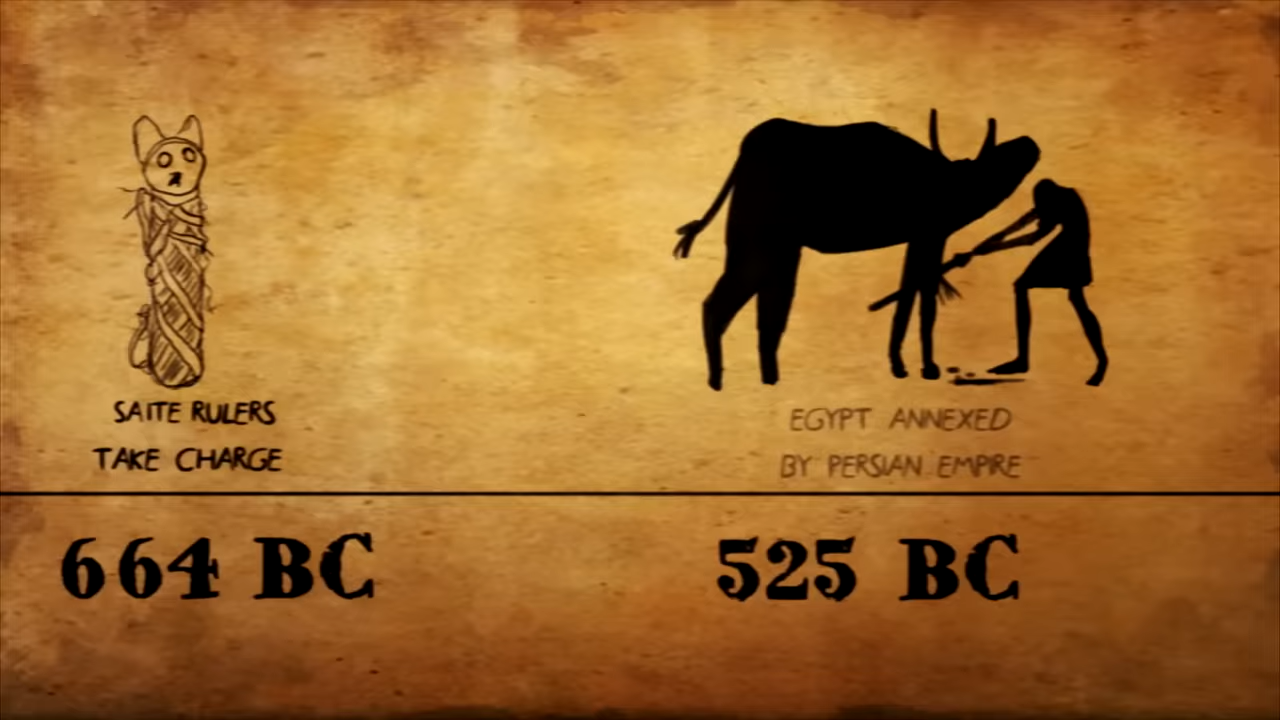 SAITE RULERS
TAKE CHARGE
664 BC
EGYPT ANNEXED
BY PERSIAN EMPIRE
525 BC